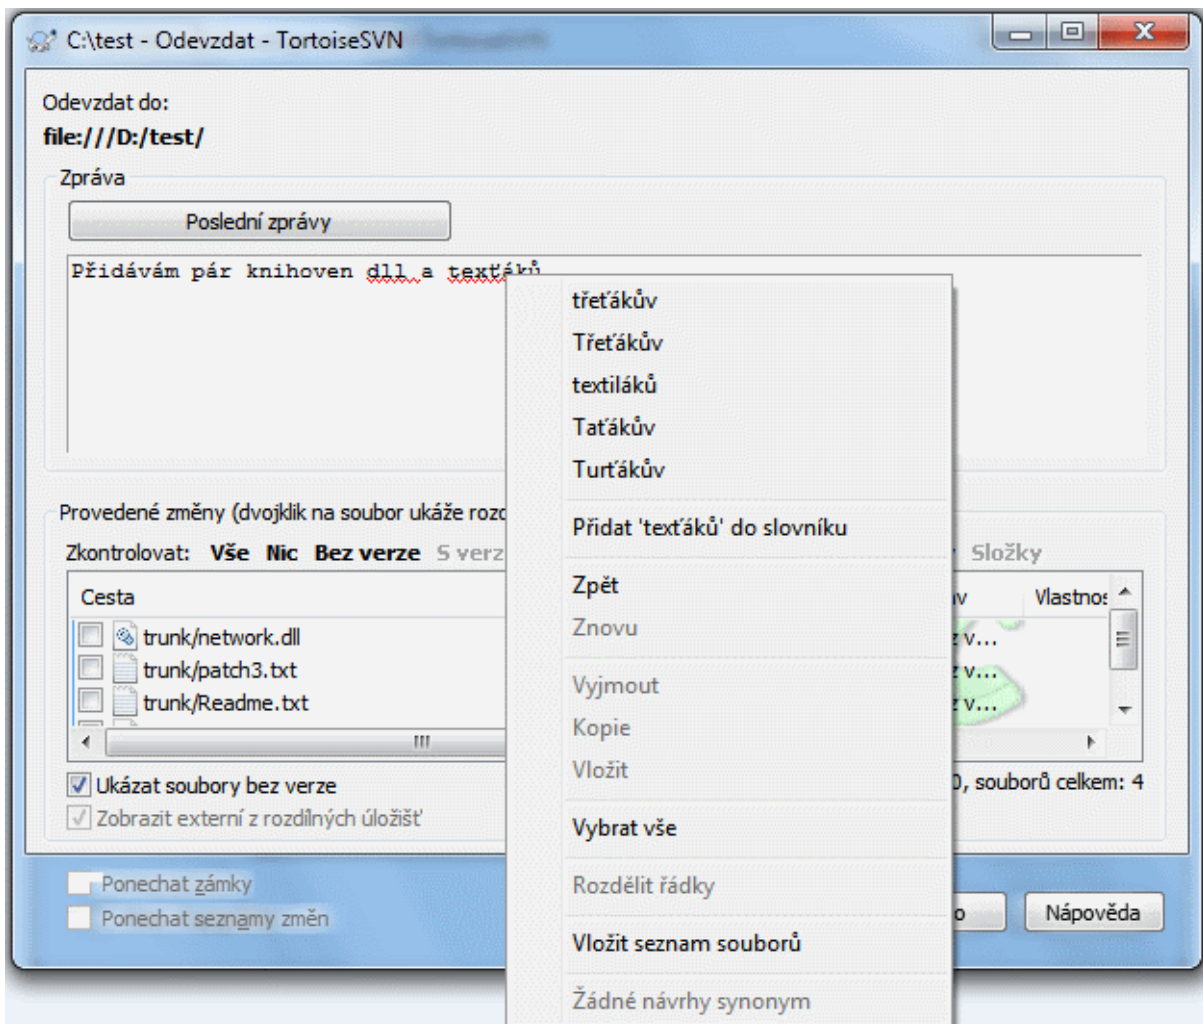 C:\test - Odevzdat - TortoiseSVN
Odevzdat do:
file:///D:/test/
Zpráva
Poslední zprávy
Přidávám pár knihoven dll a texťáků
třeťákův
Třeťákův
textiláků
Taťákův
Turťákův
Přidat 'texťáků' do slovníku
Zpět
Znovu
Vyjmout
Kopie
Vložit
Vybrat vše
Rozdělit řádky
Vložit seznam souborů
Žádné návrhy synonym
Provedené změny (dvojklik na soubor ukáže
Zkontrolovat: Vše Nic Bez verze S Složky
Cesta
trunk/network.dll
trunk/patch3.txt
trunk/Readme.txt
Ukázat soubory bez verze
souborů celkem: 4
Zobrazit externí z rozdílných úložišť
Ponechat zámky
Ponechat seznamy změn
Nápověda